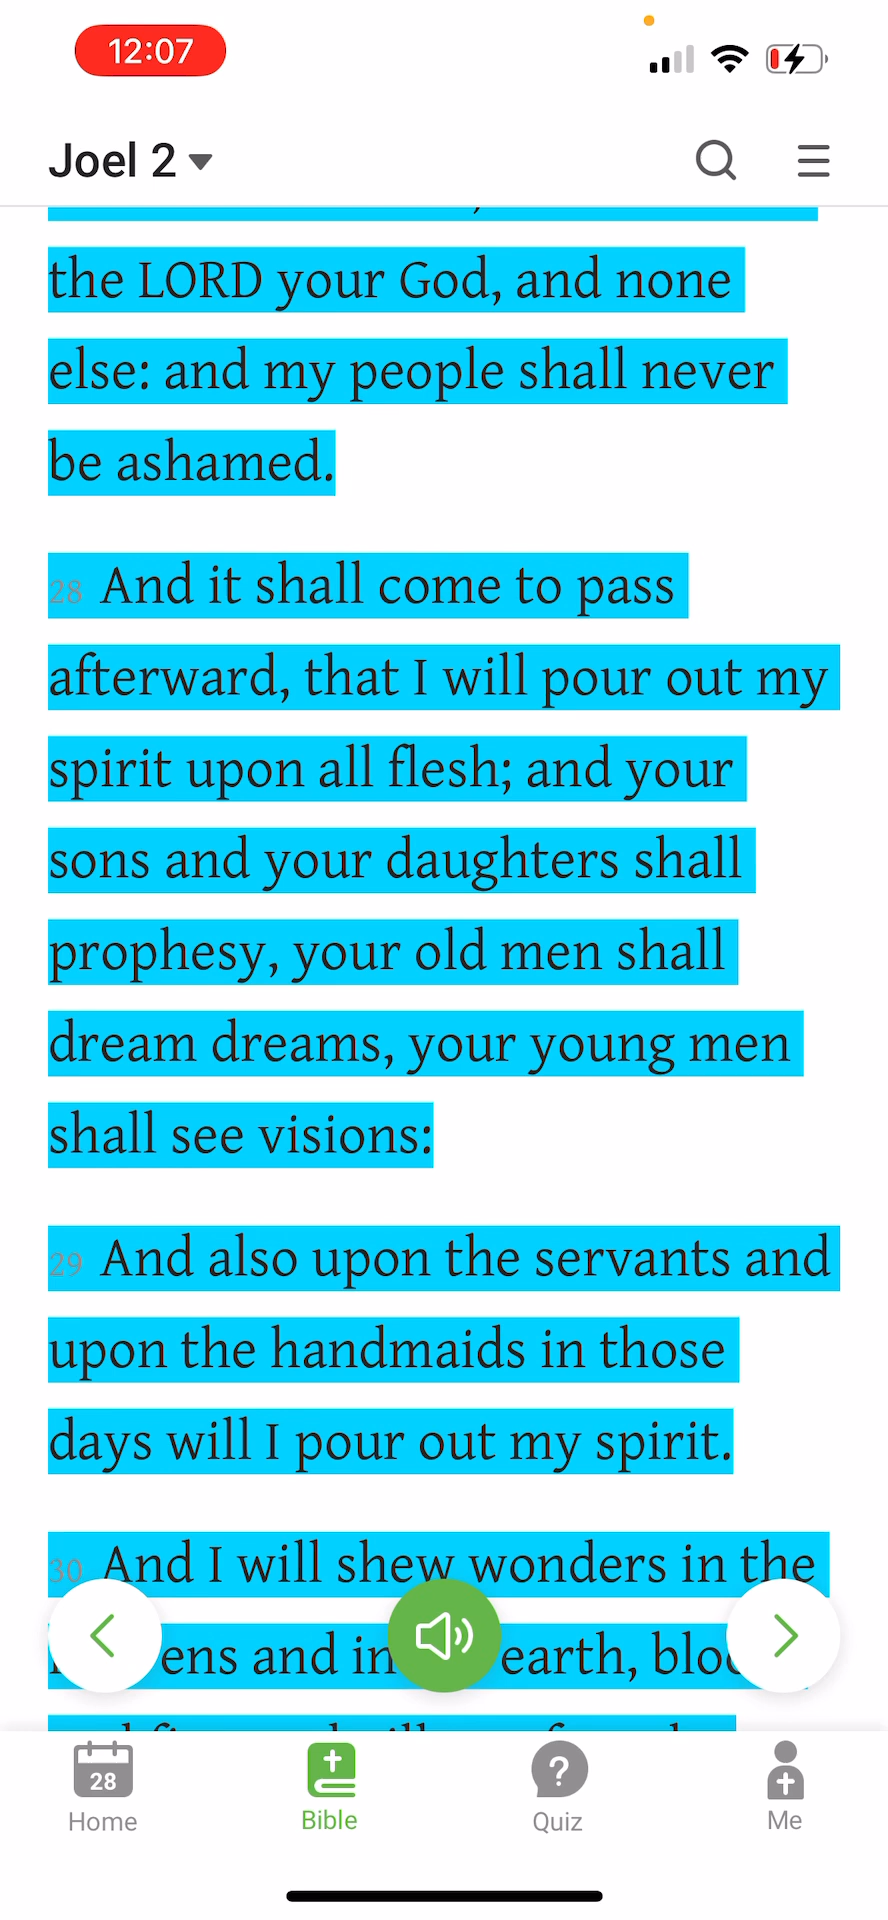 12:07
Joel 2
the LORD your God, and none
else: and my people shall never
be ashamed.
28 And it shall come to pass
afterward, that I will pour out my
spirit upon all flesh; and your
sons and your daughters shall
prophesy, your old men shall
dream dreams, your young men
shall see visions:
29 And also upon the servants and
upon the handmaids in those
days will I pour out my spirit.
30 And I will shew wonders in the
ens and in earth,
28
Home
Bible
Quiz
Me